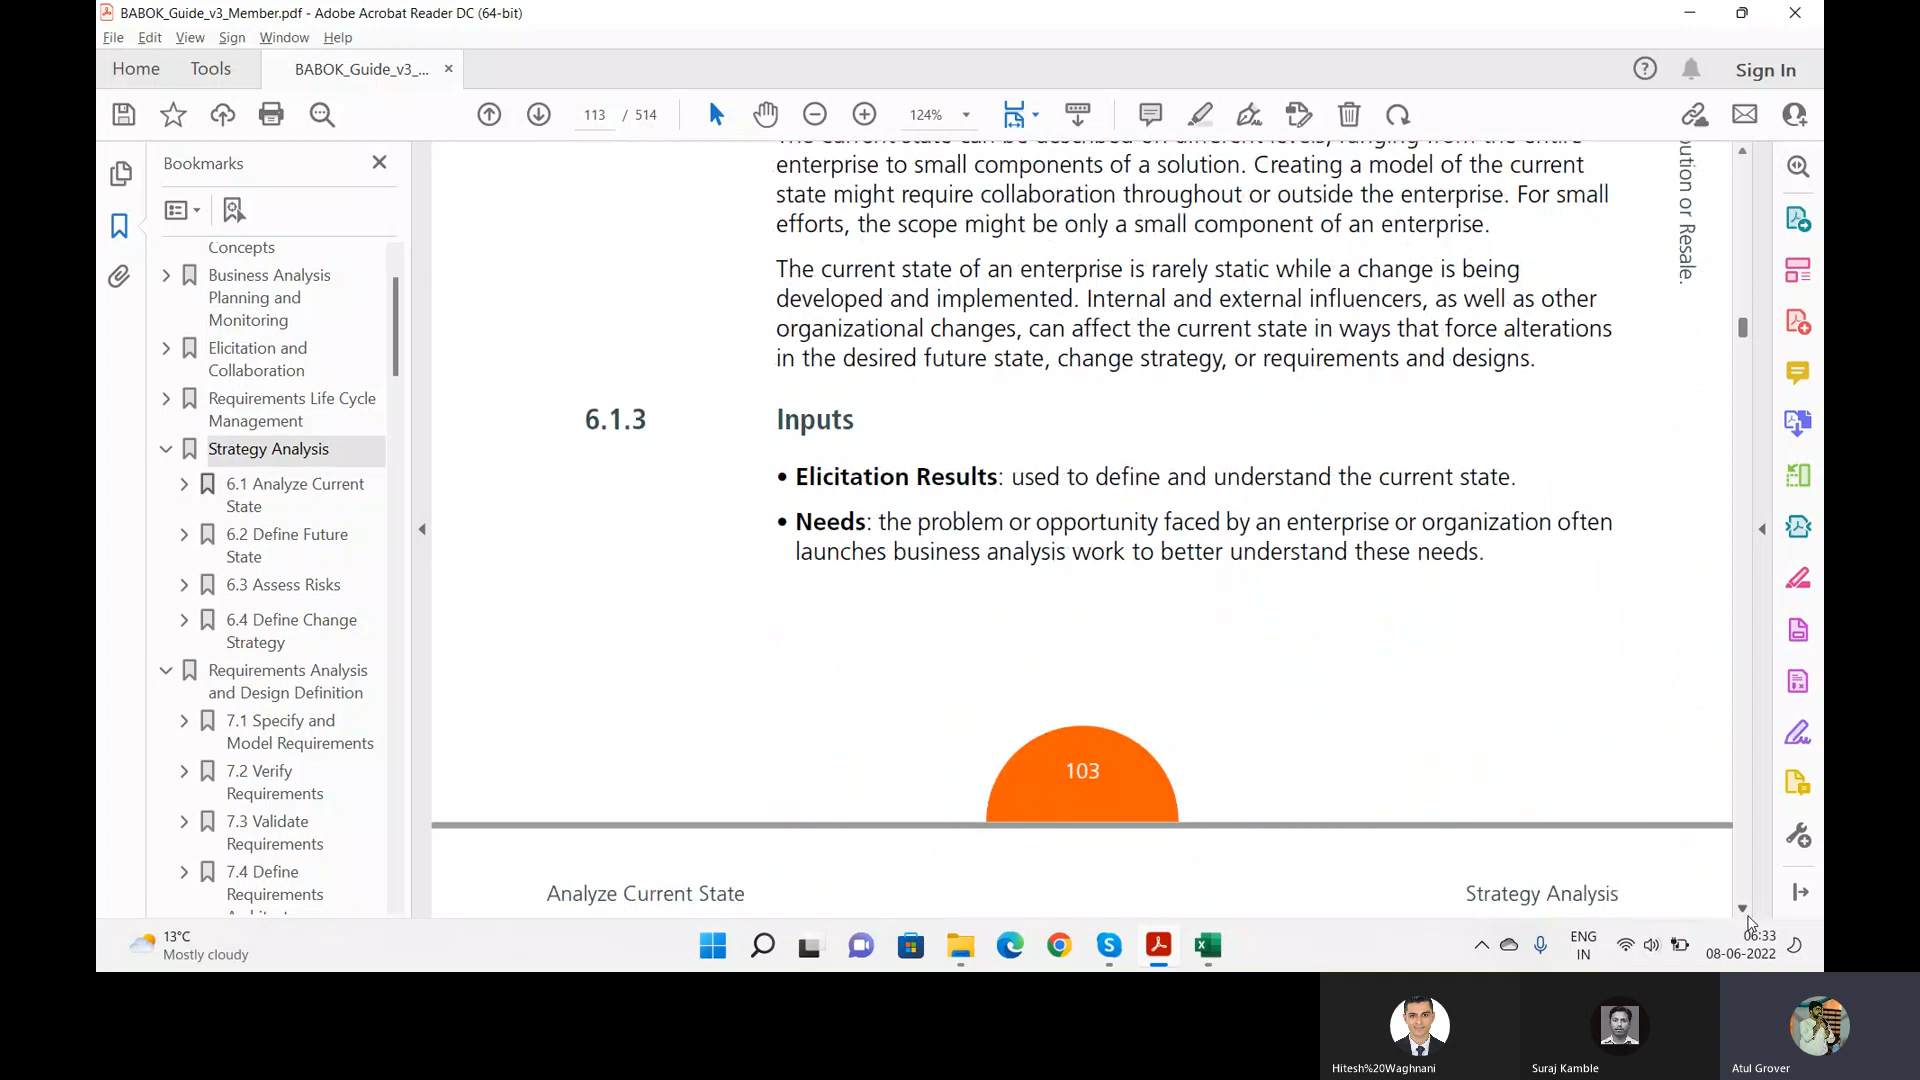 BABOK_Guide_v3_Member.pdf - Adobe Acrobat Reader DC (64-bit)
File Edit View Sign Window Help
Home Tools BABOK_Guide_v3_... × Sign In
113 / 514 124%
Bookmarks
Concepts
Business Analysis
Planning and
Monitoring
Elicitation and
Collaboration
Requirements Life Cycle
Management
Strategy Analysis
6.1 Analyze Current
State
6.2 Define Future
State
6.3 Assess Risks
6.4 Define Change
Strategy
Requirements Analysis
and Design Definition
7.1 Specify and
Model Requirements
7.2 Verify
Requirements
7.3 Validate
Requirements
7.4 Define
Requirements
enterprise to small components of a solution. Creating a model of the current
state might require collaboration throughout or outside the enterprise. For small
efforts, the scope might be only a small component of an enterprise.
The current state of an enterprise is rarely static while a change is being
developed and implemented. Internal and external influencers, as well as other
organizational changes, can affect the current state in ways that force alterations
in the desired future state, change strategy, or requirements and designs.
6.1.3 Inputs
• Elicitation Results: used to define and understand the current state.
• Needs: the problem or opportunity faced by an enterprise or organization often
launches business analysis work to better understand these needs.
103
Analyze Current State Strategy Analysis
or Resale.
13°C
Mostly cloudy
ENG
IN
06:33
08-06-2022
Hitesh%20Waghnani Suraj Kamble Atul Grover